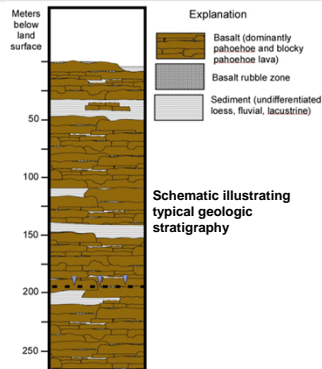 Meters
below
land
surface
50
100
150
200
250
Explanation
Basalt (dominantly
pahoehoe and blocky
pahoehoe lava)
Basalt rubble zone
Sediment (undifferentiated
loess, fluvial, lacustrine)
Schematic illustrating
typical geologic
stratigraphy